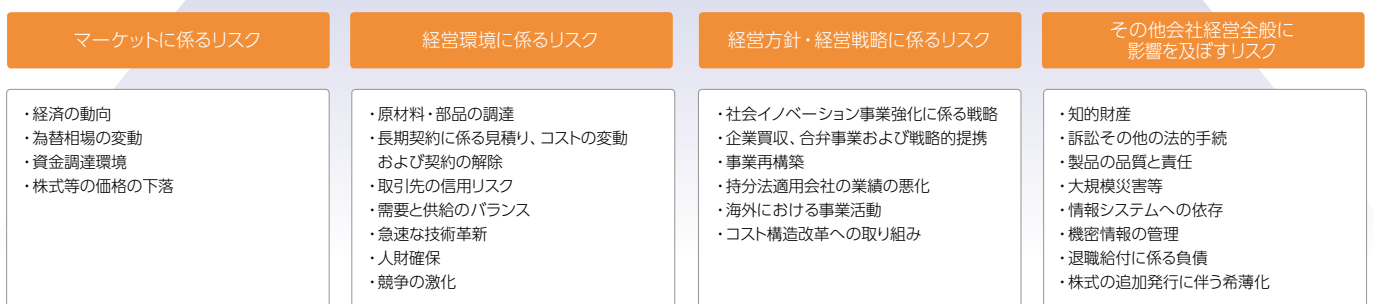 マーケットに係るリスク
・経済の動向
・為替相場の変動
・資金調達環境
・株式等の価格の下落
経営環境に係るリスク
・原材料・部品の調達
・長期契約に係る見積り、コストの変動
および契約の解除
・取引先の信用リスク
・需要と供給のバランス
・急速な技術革新
・人財確保
・競争の激化
経営方針・経営戦略に係るリスク
・社会イノベーション事業強化に係る戦略
・企業買収、合弁事業および戦略的提携
・事業再構築
・持分法適用会社の業績の悪化
・海外における事業活動
・コスト構造改革への取り組み
その他会社経営全般に
影響を及ぼすリスク
・知的財産
・訴訟その他の法的手続
・製品の品質と責任
・大規模災害等
・情報システムへの依存
・機密情報の管理
・退職給付に係る負債
・株式の追加発行に伴う希薄化